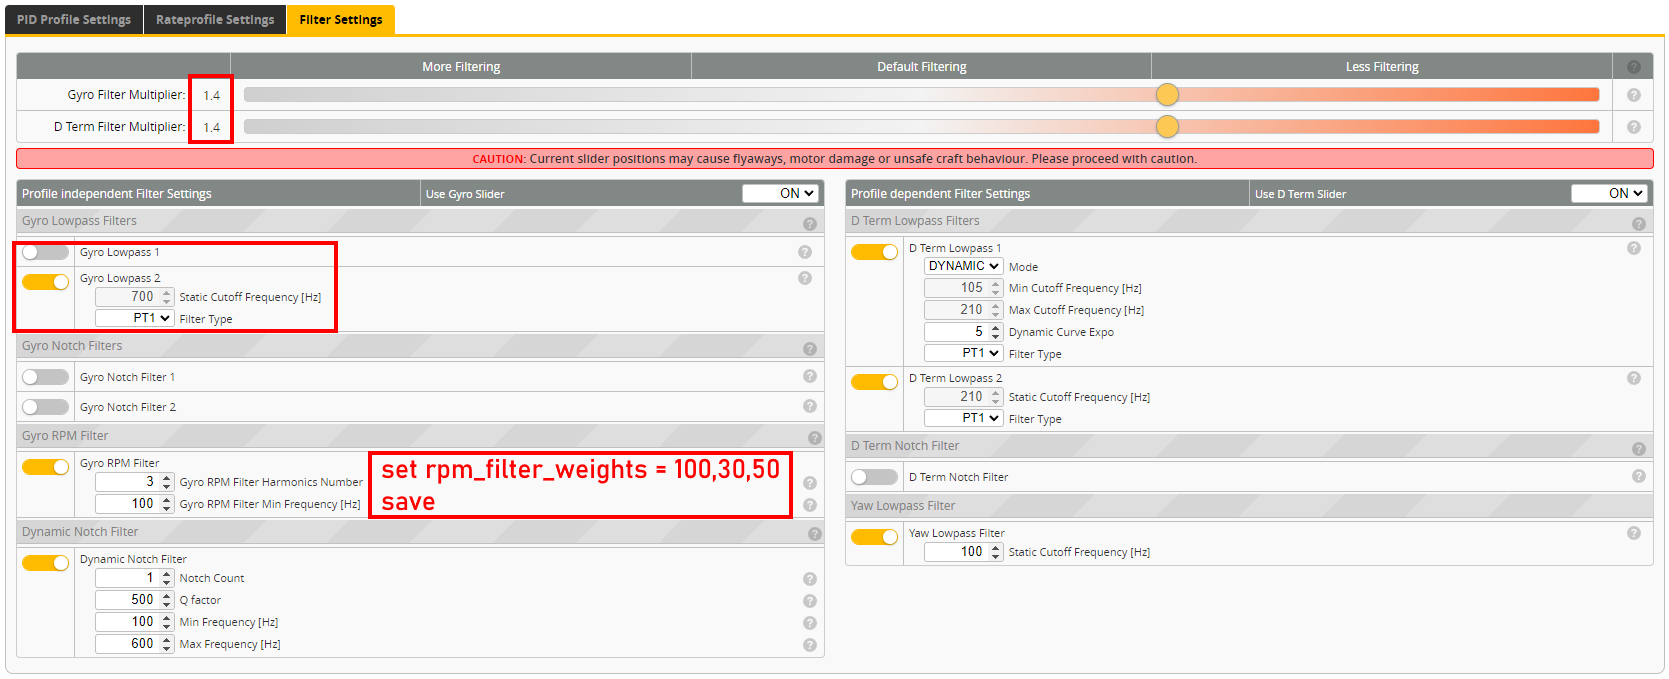 PID Profile Settings Rateprofile Settings Filter Settings
More Filtering Default Filtering Less Filtering
Gyro Filter Multiplier: 1.4
D Term Filter Multiplier: 1.4
CAUTION: Current slider positions may cause flyaways, motor damage or unsafe craft behaviour. Please proceed with caution.
Profile independent Filter Settings Use Gyro Slider ON
Gyro Lowpass Filters
Gyro Lowpass 1
Gyro Lowpass 2
700 Static Cutoff Frequency [Hz]
PT1 Filter Type
Gyro Notch Filters
Gyro Notch Filter 1
Gyro Notch Filter 2
Gyro RPM Filter
Gyro RPM Filter
3 Gyro RPM Filter Harmonics Number
100 Gyro RPM Filter Min Frequency [Hz]
set rpm_filter_weights = 100,30,50
save
Dynamic Notch Filter
Dynamic Notch Filter
1 Notch Count
500 Q factor
100 Min Frequency [Hz]
600 Max Frequency [Hz]
Profile dependent Filter Settings Use D Term Slider ON
D Term Lowpass Filters
D Term Lowpass 1
DYNAMIC Mode
105 Min Cutoff Frequency [Hz]
210 Max Cutoff Frequency [Hz]
5 Dynamic Curve Expo
PT1 Filter Type
D Term Lowpass 2
210 Static Cutoff Frequency [Hz]
PT1 Filter Type
D Term Notch Filter
D Term Notch Filter
Yaw Lowpass Filter
Yaw Lowpass Filter
100 Static Cutoff Frequency [Hz]